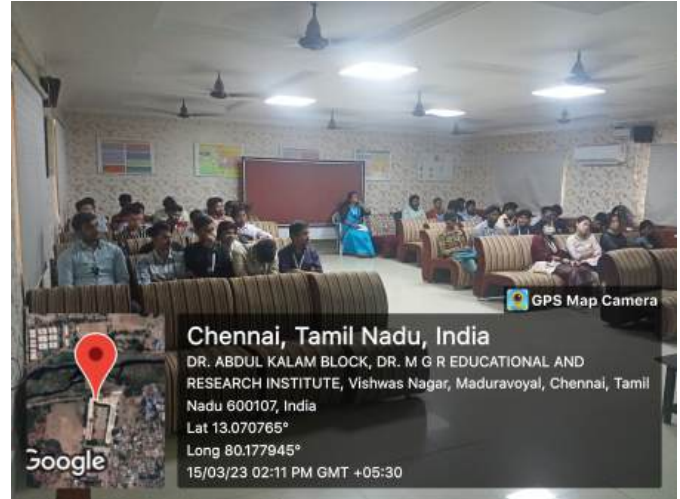 GPS Map Camera
Chennai, Tamil Nadu, India
DR. ABDUL KALAM BLOCK, DR. M G R EDUCATIONAL AND
RESEARCH INSTITUTE, Vishwas Nagar, Maduravoyal, Chennai, Tamil
Nadu 600107, India
Lat 13.070765°
Long 80.177945°
15/03/23 02:11 PM GMT +05:30
Google